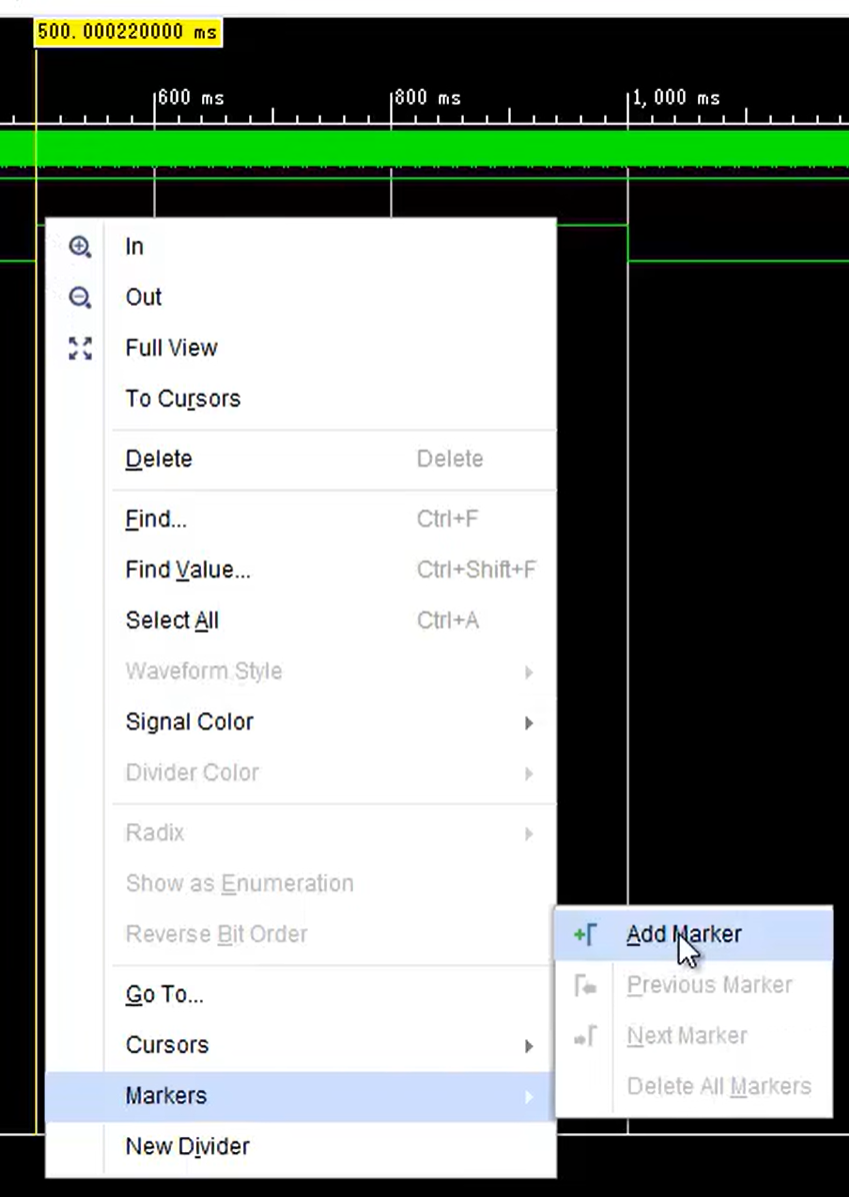 500.000220000 ms
600 ms
800 ms
1,000 ms
In
Out
Full View
To Cursors
Delete Delete
Find... Ctrl+F
Find Value... Ctrl+Shift+F
Select All Ctrl+A
Waveform Style
Signal Color
Divider Color
Radix
Show as Enumeration
Reverse Bit Order
Go To...
Cursors
Markers
New Divider
Add Marker
Previous Marker
Next Marker
Delete All Markers